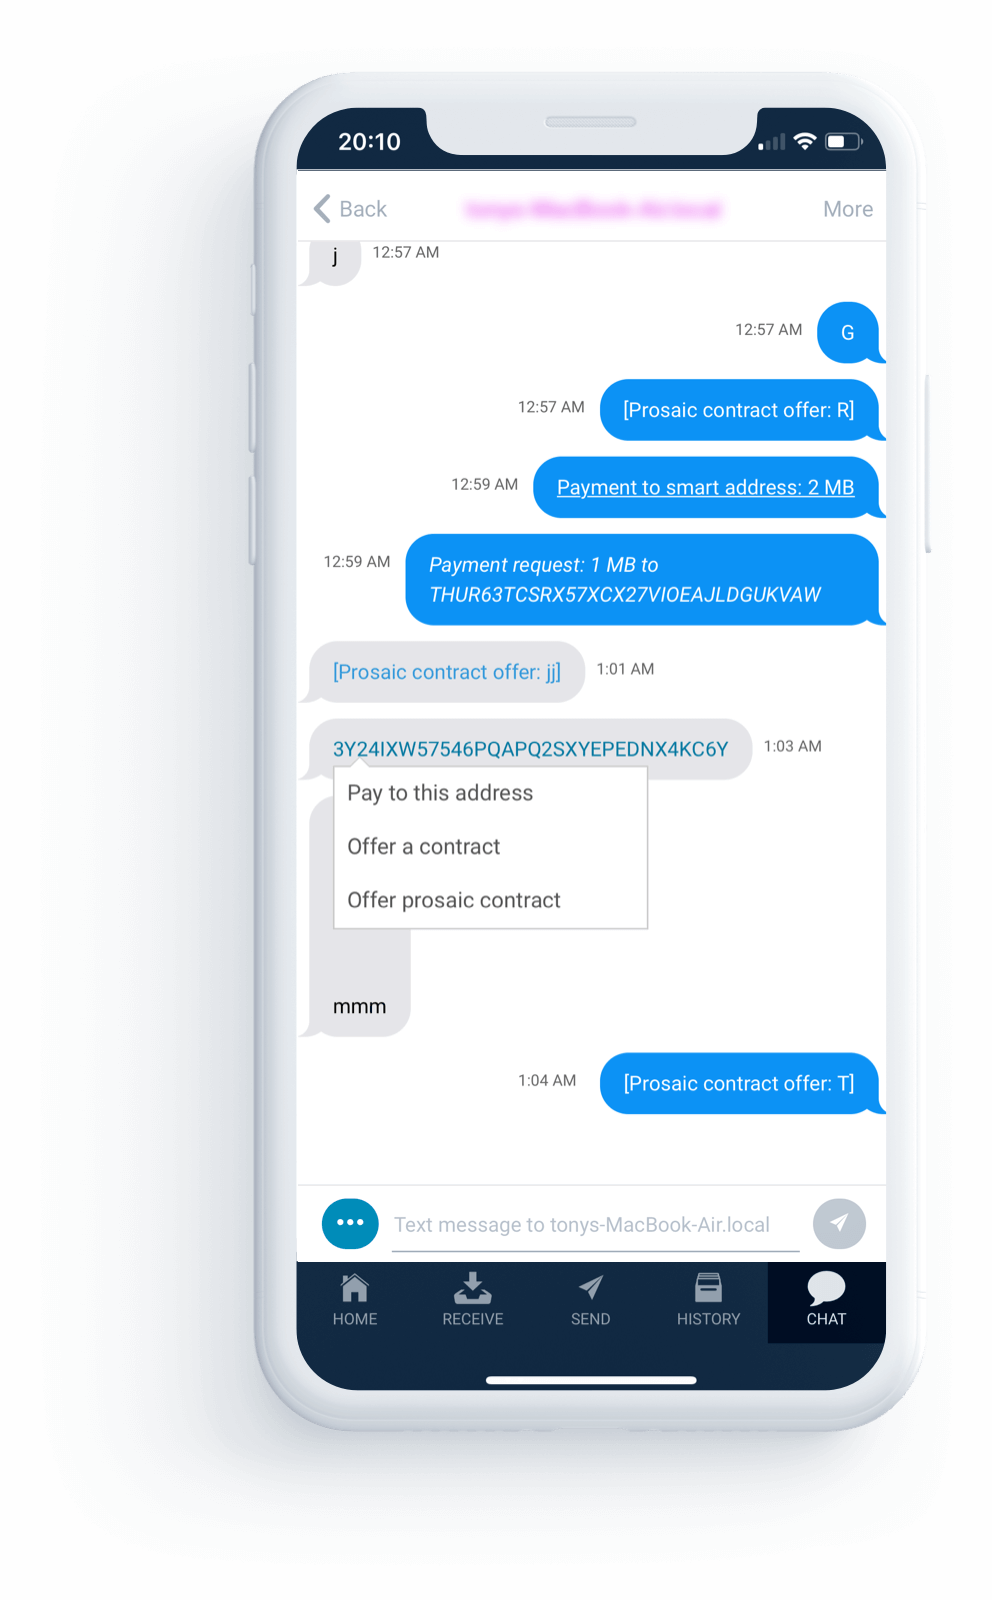 20:10
Back
More
j
12:57 AM
12:57 AM
G
12:57 AM
[Prosaic contract offer: R]
12:59 AM
Payment to smart address: 2 MB
12:59 AM
Payment request: 1 MB to
THUR63TCSRX57XCX27VIOEAJLDGUKVAW
[Prosaic contract offer: jj]
1:01 AM
3Y24IXW57546PQAPQ2SXYEPEDNX4KC6Y
1:03 AM
Pay to this address
Offer a contract
Offer prosaic contract
mmm
1:04 AM
[Prosaic contract offer: T]
Text message to tonys-MacBook-Air.local
HOME
RECEIVE
SEND
HISTORY
CHAT